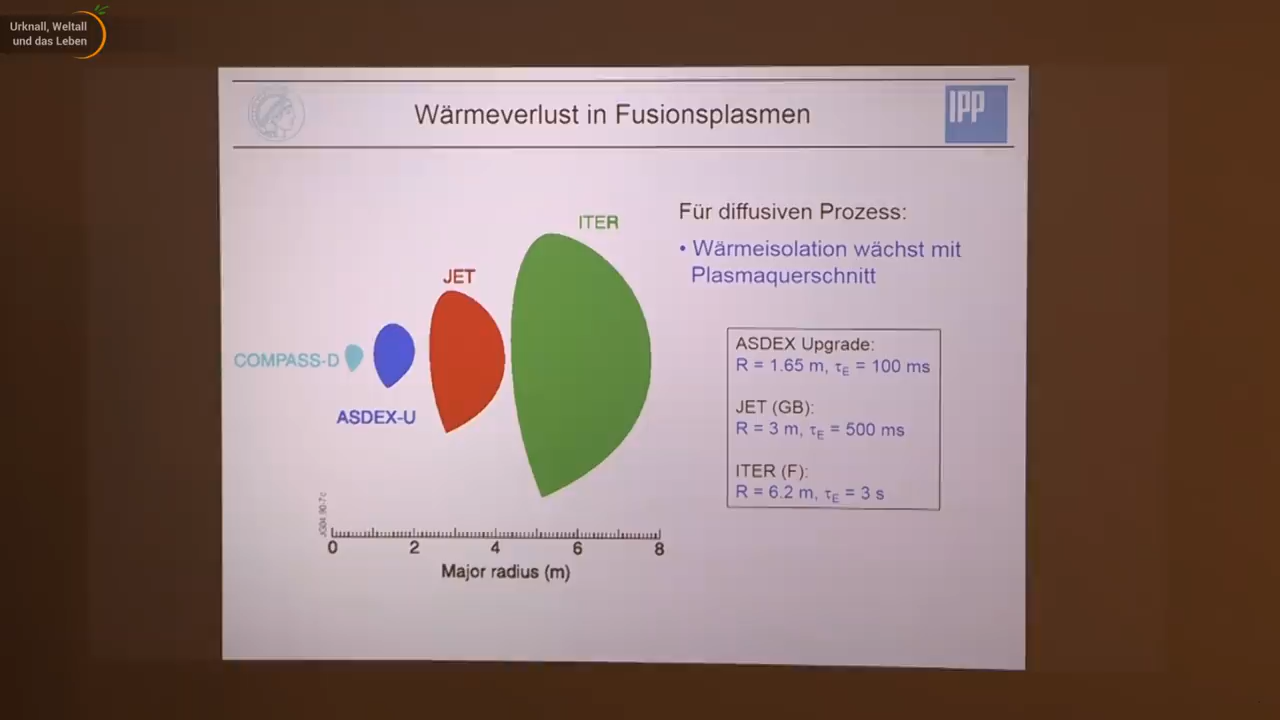 Urknall, Weltall
und das Leben
Wärmeverlust in Fusionsplasmen
IPP
Für diffusiven Prozess:
• Wärmeisolation wächst mit
Plasmaquerschnitt
ITER
JET
COMPASS-D
ASDEX-U
ASDEX Upgrade:
R = 1.65 m, τE = 100 ms
JET (GB):
R = 3 m, τE = 500 ms
ITER (F):
R = 6.2 m, τE = 3 s
0 2 4 6 8
Major radius (m)